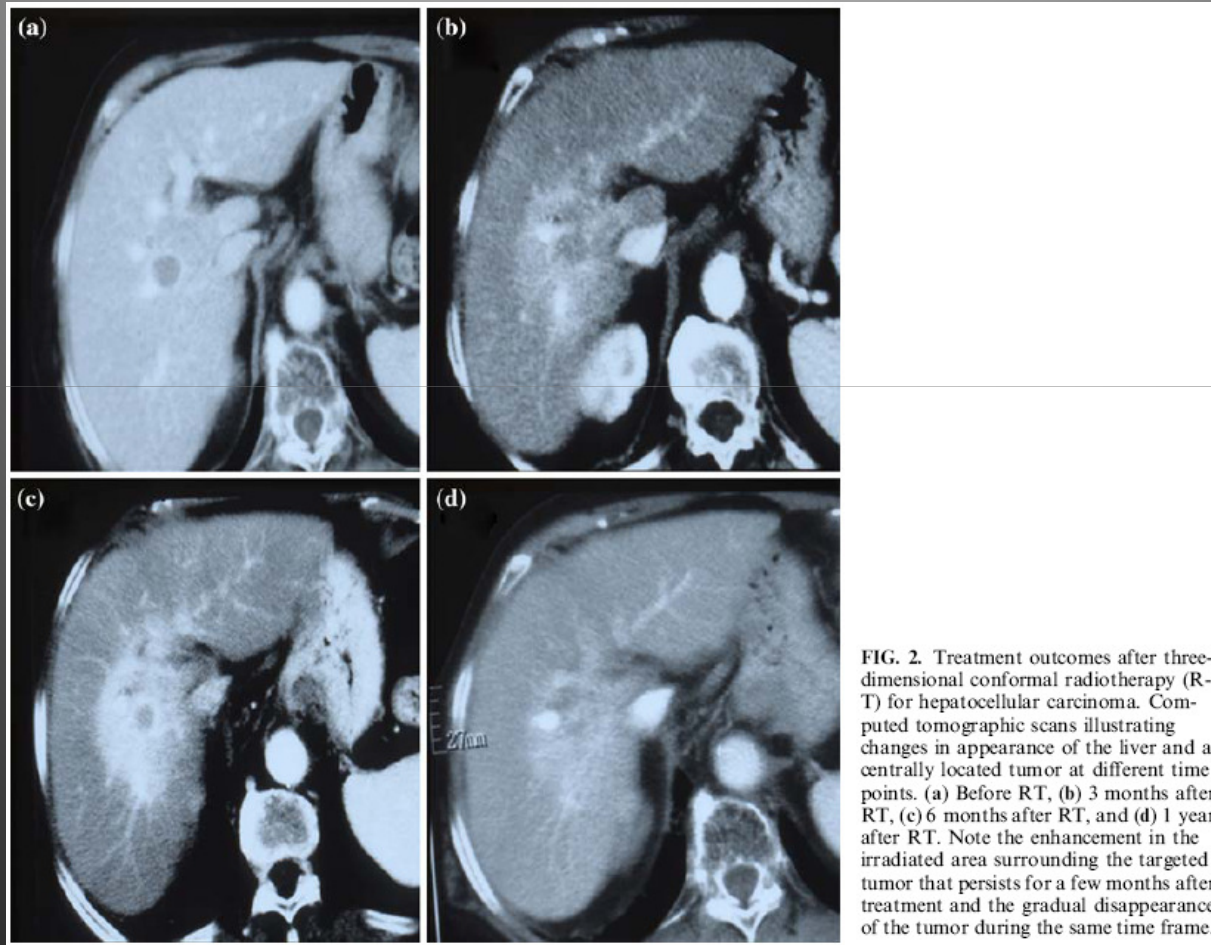 (a)
(b)
(c)
(d)
27mm
FIG. 2. Treatment outcomes after three-
dimensional conformal radiotherapy (R-
T) for hepatocellular carcinoma. Com-
puted tomographic scans illustrating
changes in appearance of the liver and a
centrally located tumor at different time
points. (a) Before RT, (b) 3 months after
RT, (c) 6 months after RT, and (d) 1 year
after RT. Note the enhancement in the
irradiated area surrounding the targeted
tumor that persists for a few months after
treatment and the gradual disappearance
of the tumor during the same time frame.